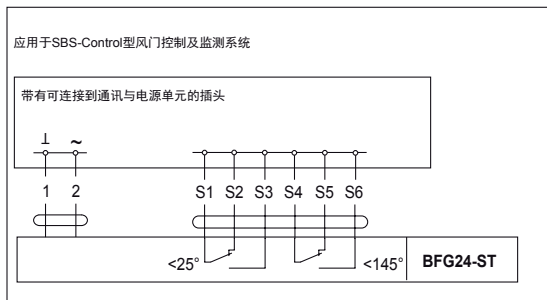 应用于SBS-Control型风门控制及监测系统
带有可连接到通讯与电源单元的插头
⊥ ~
1 2 S1 S2 S3 S4 S5 S6
<25° <145° BFG24-ST